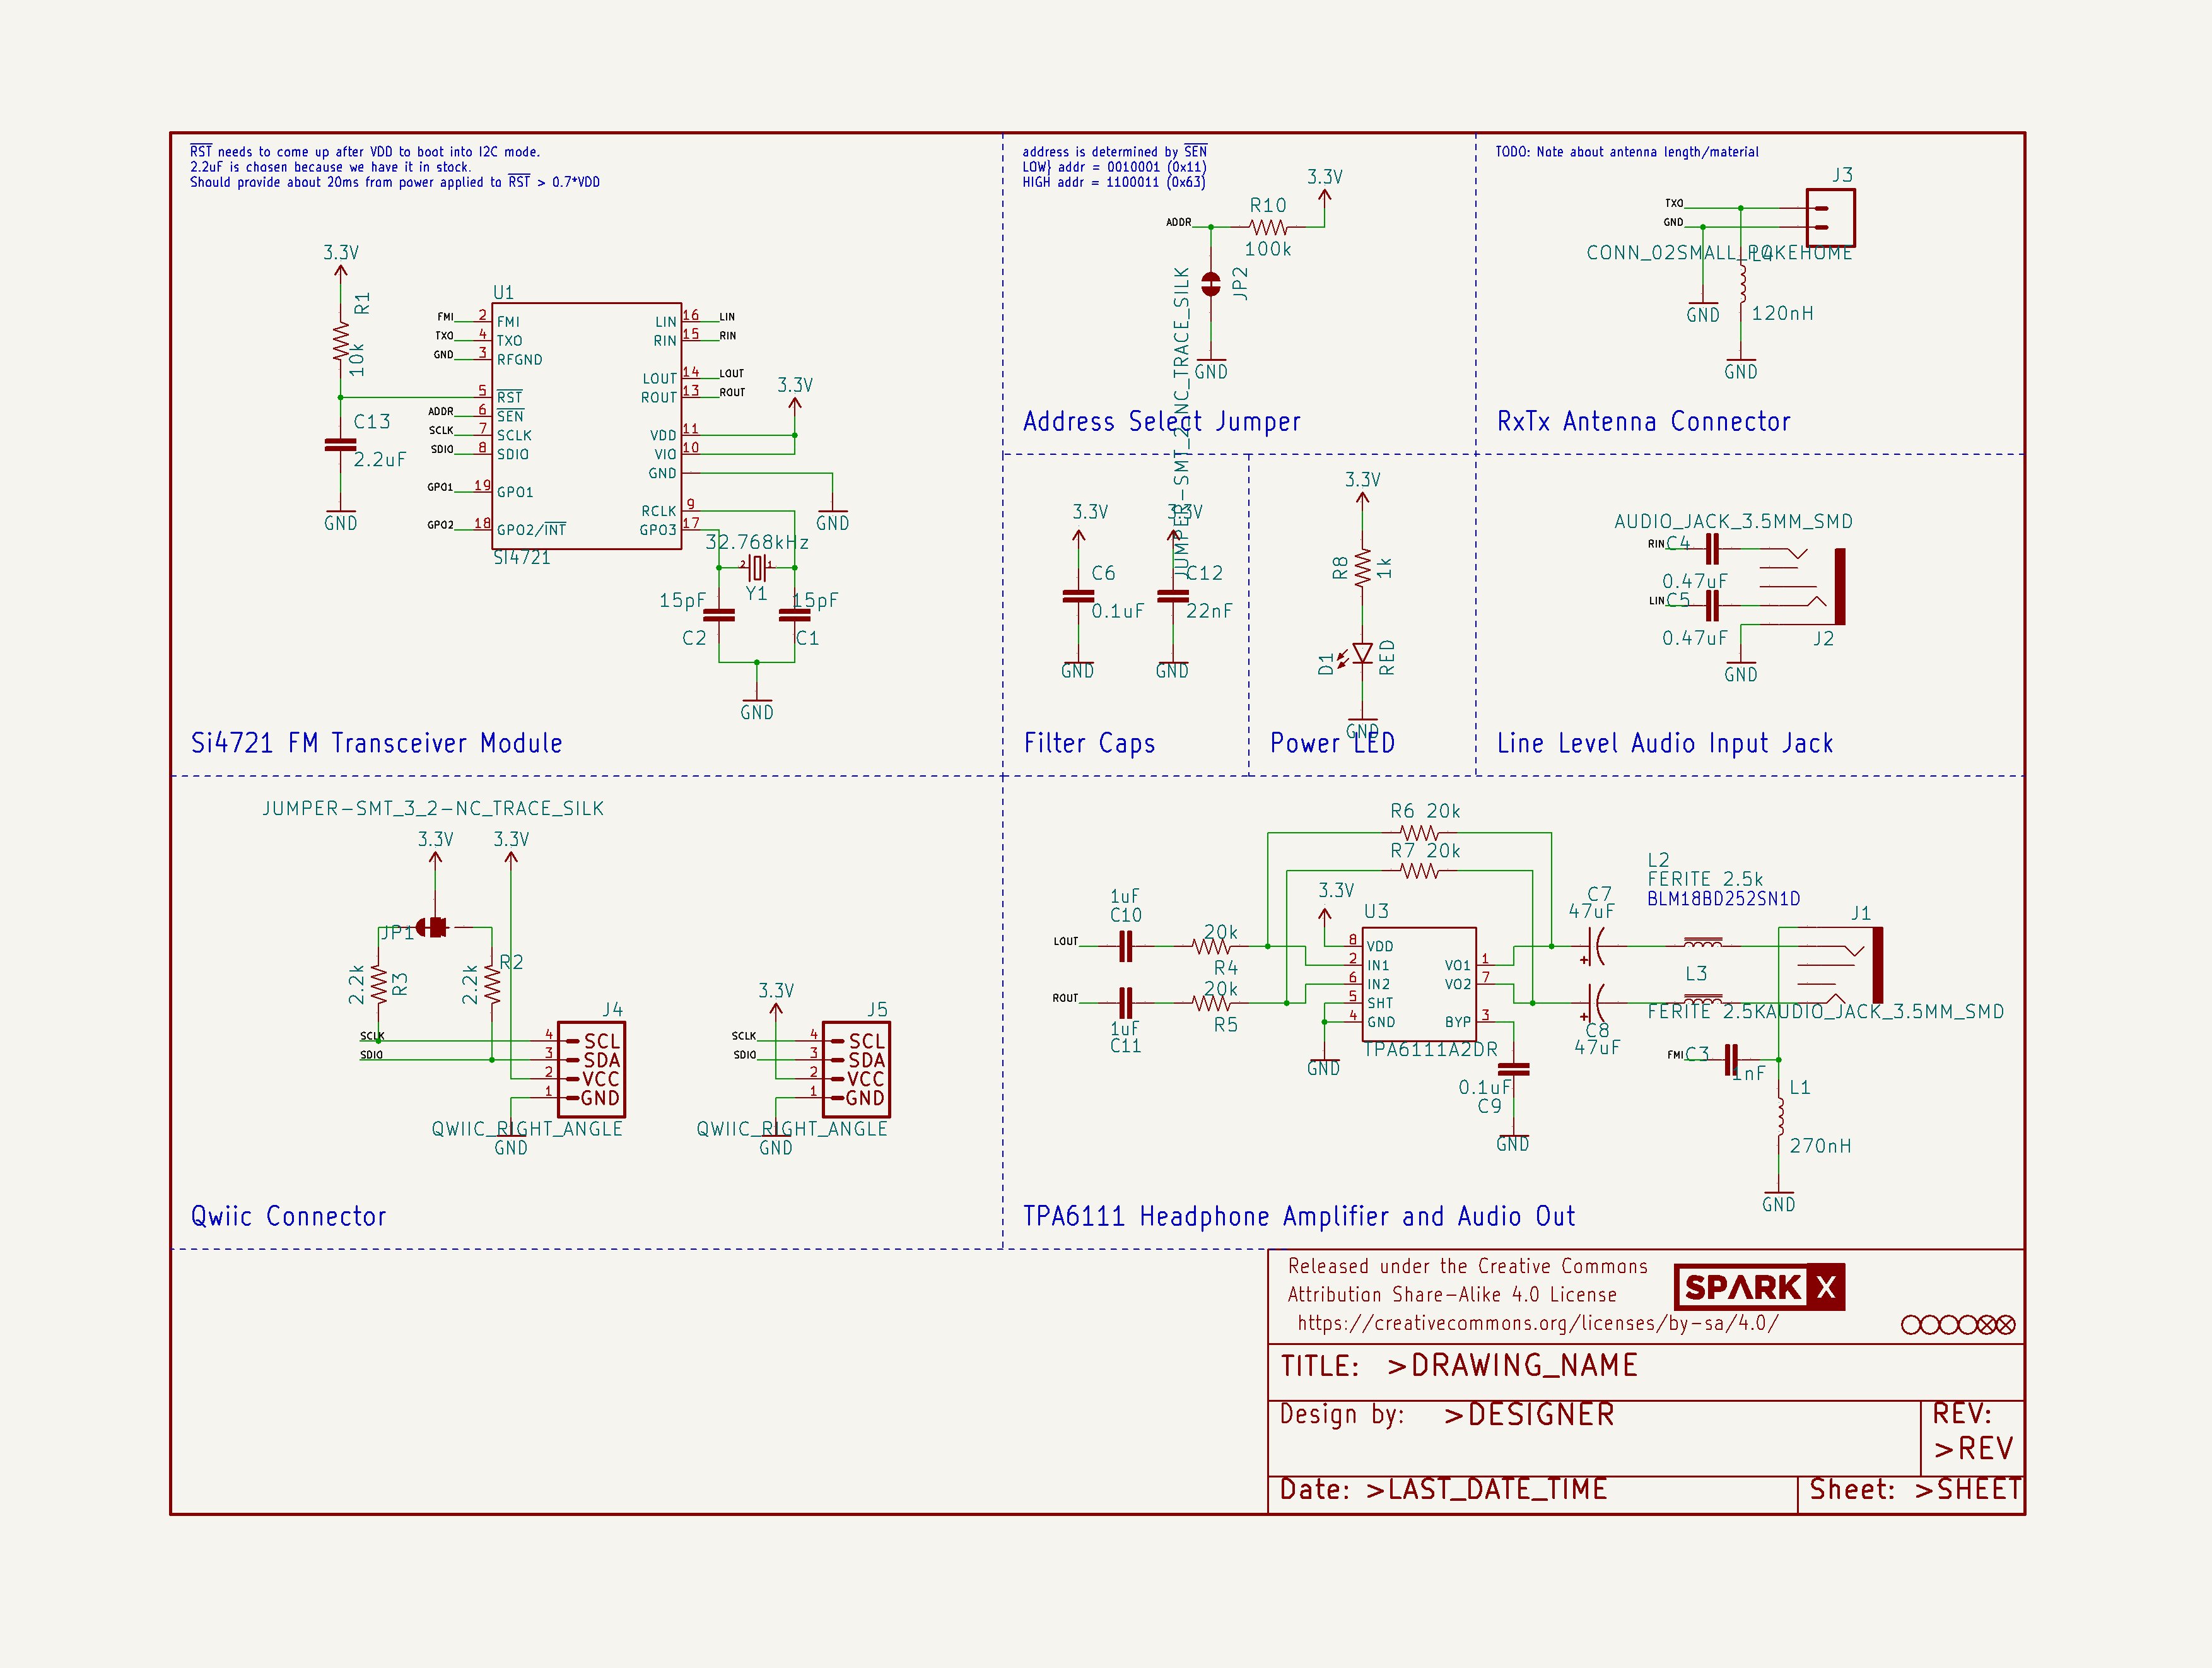 RST needs to come up after VDD to boot into I2C mode.
2.2uF is chosen because we have it in stock.
Should provide about 20ms from power applied to RST > 0.7*VDD
3.3V
R1
10k
C13
2.2uF
GND
U1
FMI 2 FMI
TXO 4 TXO
GND 3 RFGND
5 RST
ADDR 6 SEN
SCLK 7 SCLK
SDIO 8 SDIO
GPO1 19 GPO1
GPO2 18 GPO2/INT
LIN 16 LIN
RIN 15 RIN
LOUT 14 LOUT
ROUT 13 ROUT
VDD 11
VIO 10
GND
RCLK 9
GPO3 17
SI4721
3.3V
GND
32.768kHz
2 1
Y1
15pF
C2
15pF
C1
GND
Si4721 FM Transceiver Module
address is determined by SEN
LOW} addr = 0010001 (0x11)
HIGH addr = 1100011 (0x63)
3.3V
R10
ADDR
100k
JP2
JUMPER-SMT_2_NC_TRACE_SILK
GND
Address Select Jumper
TODO: Note about antenna length/material
J3
TXO
GND
CONN_02SMALL_POKEHOME
L4
120nH
GND
GND
RxTx Antenna Connector
3.3V
C6
0.1uF
GND
3.3V
C12
22nF
GND
Filter Caps
3.3V
R8
1k
D1
RED
GND
Power LED
AUDIO_JACK_3.5MM_SMD
RIN C4
0.47uF
LIN C5
0.47uF
J2
GND
Line Level Audio Input Jack
JUMPER-SMT_3_2-NC_TRACE_SILK
3.3V
3.3V
JP1
R2
2.2k
R3
2.2k
J4
SCLK 4 SCL
SDIO 3 SDA
2 VCC
1 GND
QWIIC_RIGHT_ANGLE
GND
3.3V
J5
SCLK 4 SCL
SDIO 3 SDA
2 VCC
1 GND
QWIIC_RIGHT_ANGLE
GND
Qwiic Connector
R6 20k
R7 20k
3.3V
1uF
C10
LOUT
20k
R4
ROUT
20k
R5
1uF
C11
U3
8 VDD
2 IN1
6 IN2
5 SHT
4 GND
VO1 1
VO2 7
BYP 3
TPA6111A2DR
GND
0.1uF
C9
GND
C7
47uF
+
C8
47uF
+
L2
FERITE 2.5k
BLM18BD252SN1D
L3
FERITE 2.5K
J1
AUDIO_JACK_3.5MM_SMD
FMI C3
1nF
L1
270nH
GND
TPA6111 Headphone Amplifier and Audio Out
Released under the Creative Commons
Attribution Share-Alike 4.0 License
https://creativecommons.org/licenses/by-sa/4.0/
SPARK X
TITLE: >DRAWING_NAME
Design by: >DESIGNER
REV:
>REV
Date: >LAST_DATE_TIME
Sheet: >SHEET